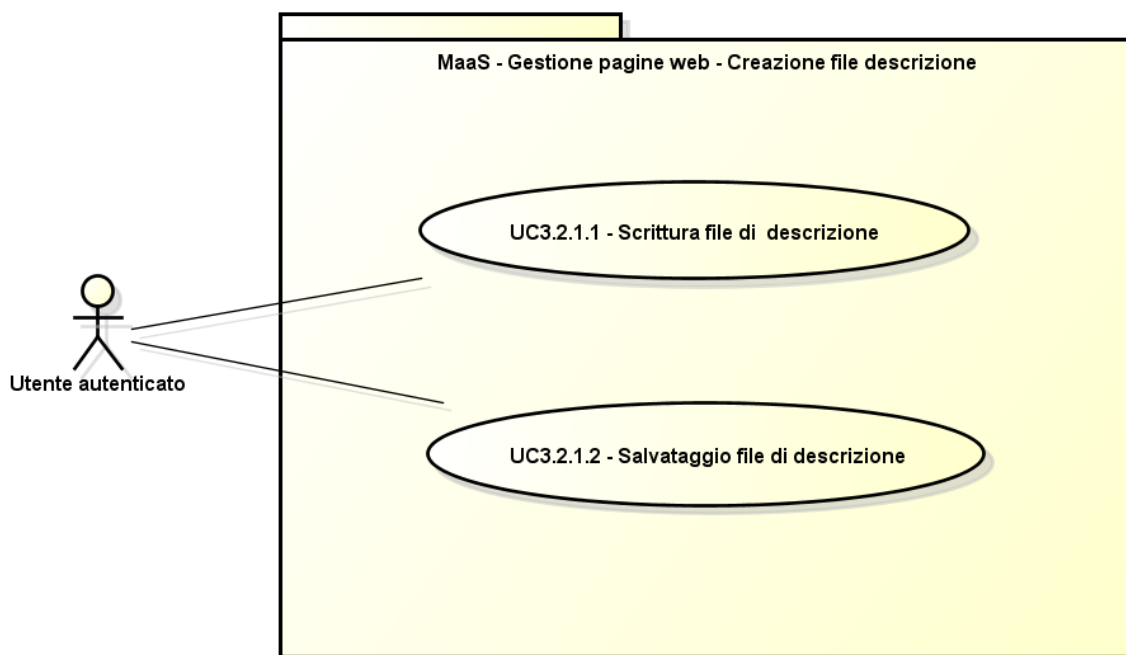 MaaS - Gestione pagine web - Creazione file descrizione
UC3.2.1.1 - Scrittura file di descrizione
Utente autenticato
UC3.2.1.2 - Salvataggio file di descrizione